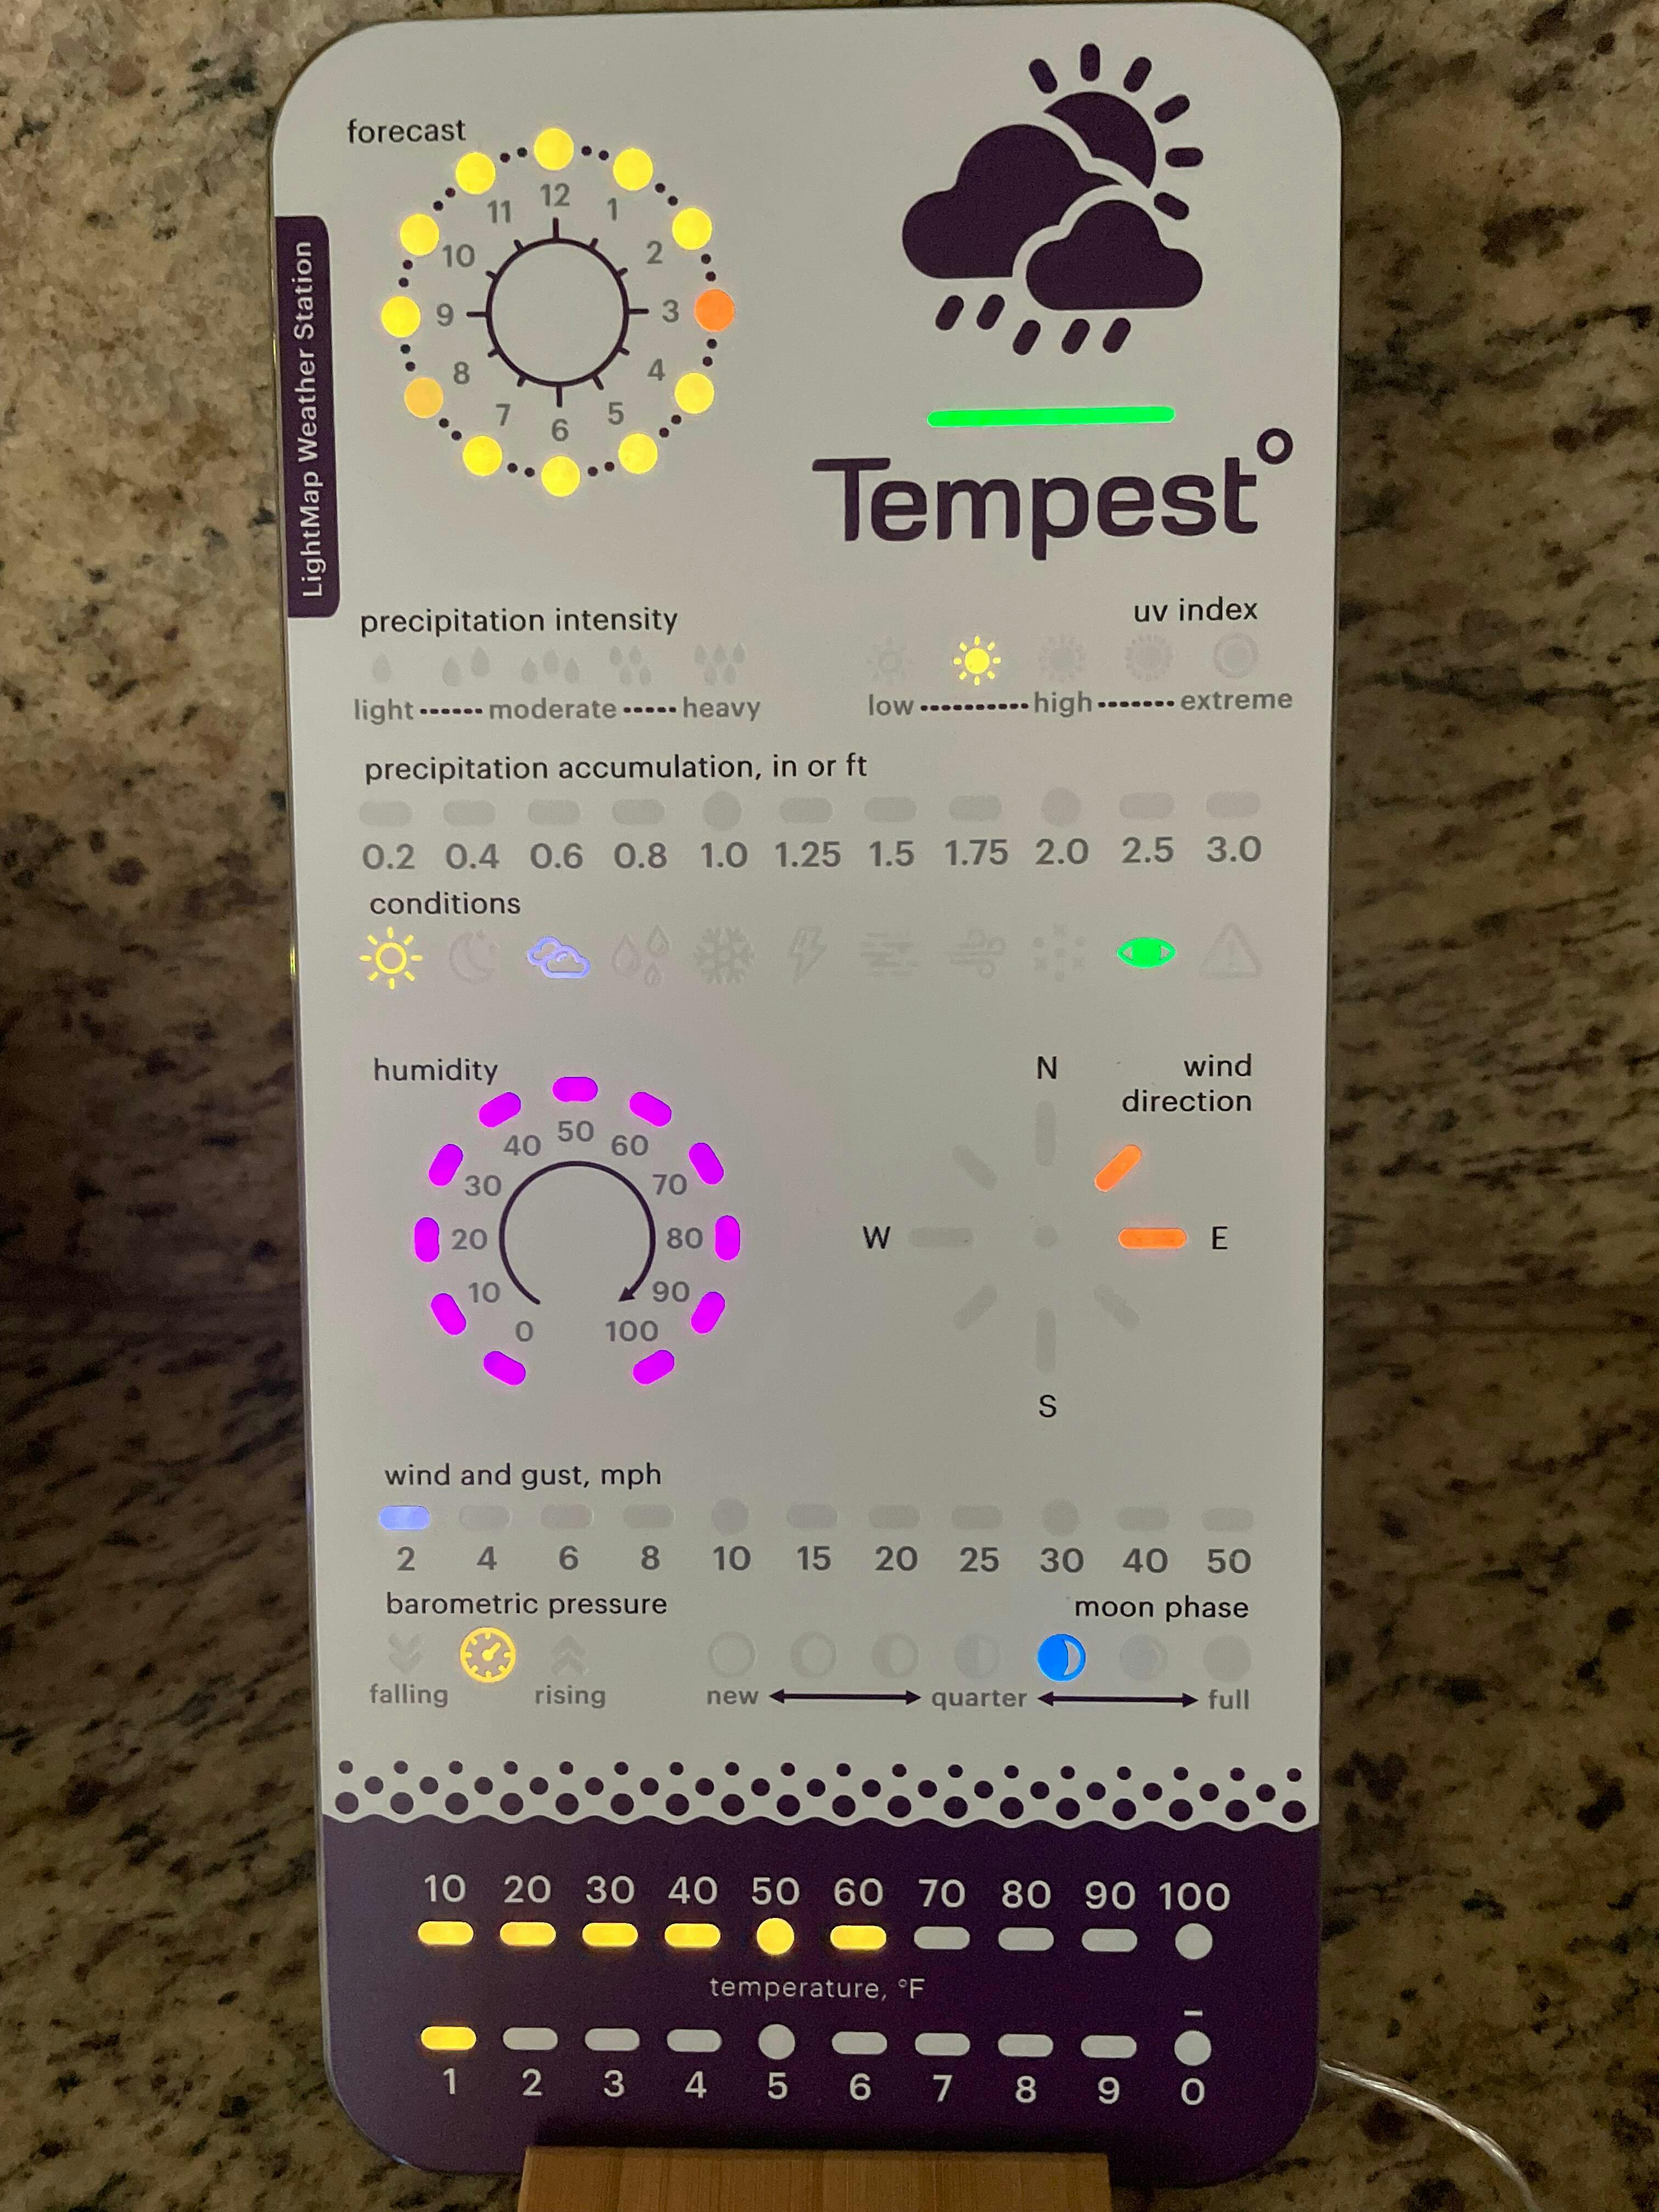 forecast
12
11 1
10 2
9 3
8 4
7 5
6
LightMap Weather Station
Tempest°
precipitation intensity
light moderate heavy
uv index
low high extreme
precipitation accumulation, in or ft
0.2 0.4 0.6 0.8 1.0 1.25 1.5 1.75 2.0 2.5 3.0
conditions
humidity
50
40 60
30 70
20 80
10 90
0 100
wind
direction
N
W E
S
wind and gust, mph
2 4 6 8 10 15 20 25 30 40 50
barometric pressure
falling rising
moon phase
new quarter full
10 20 30 40 50 60 70 80 90 100
temperature, °F
–
1 2 3 4 5 6 7 8 9 0